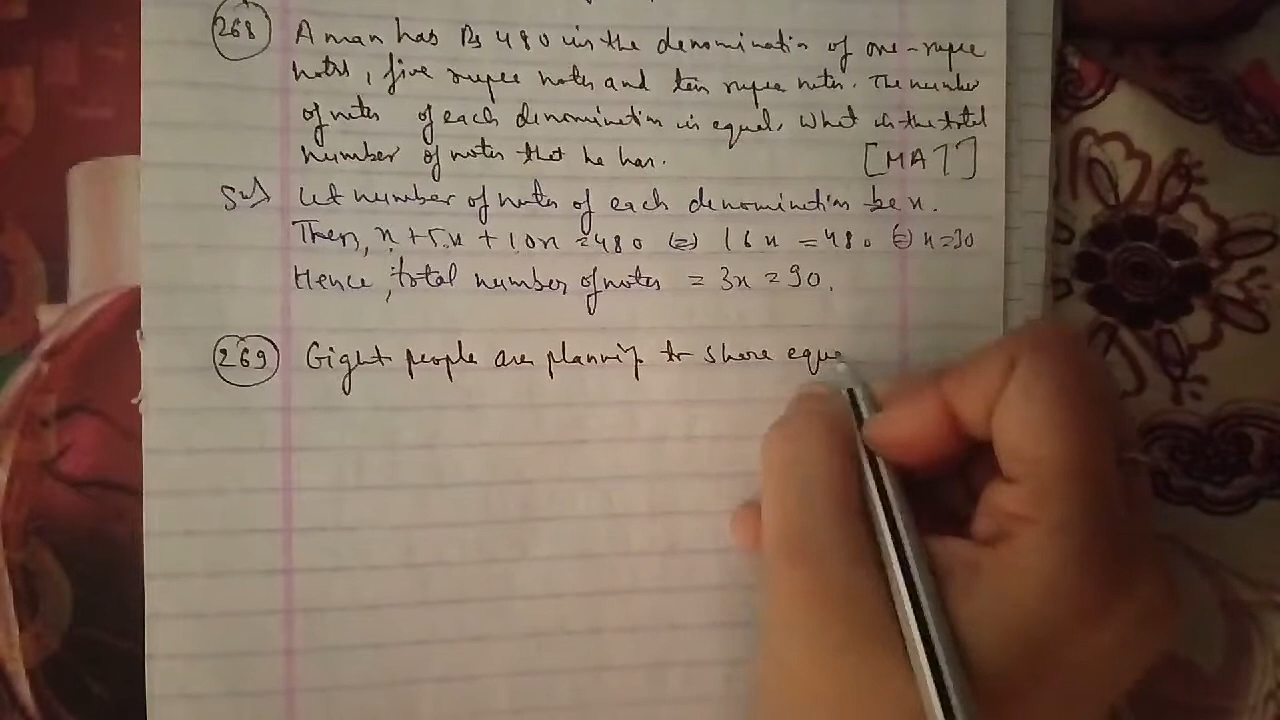 268 A man has Rs 480 in the denomination of one-rupee
notes, five rupee notes and ten rupee notes. The number
of notes of each denomination is equal. What is the total
number of notes that he has. [MAT]
Sol) Let number of notes of each denomination be x.
Then, x + 5x + 10x = 480 (=) 16x = 480 (=) x = 30
Hence, total number of notes = 3x = 90.
269 Eight people are planning to share equa